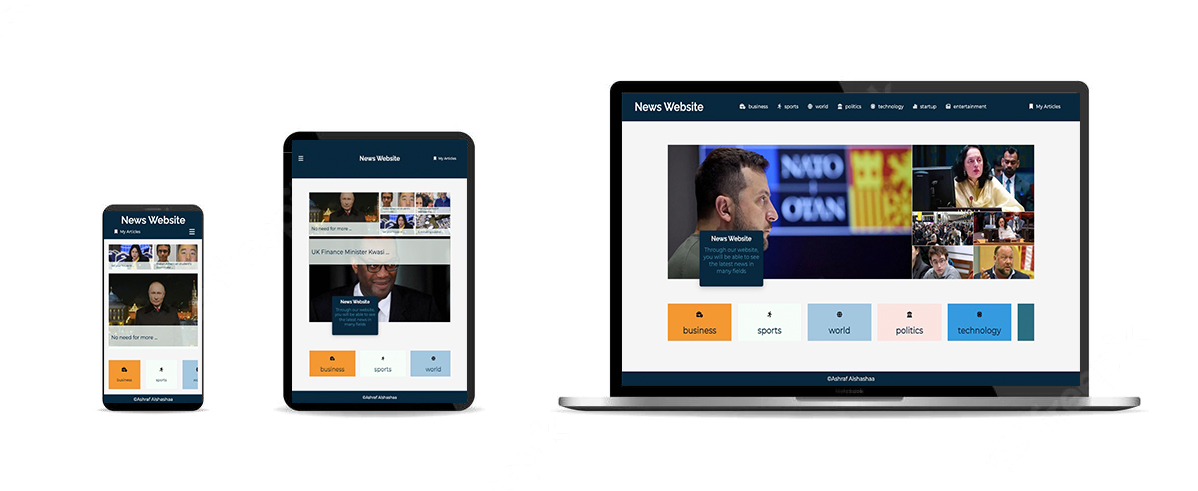 News Website
My Articles
No need for more ...
business
sports
©Ashraf Alshashaa
News Website
My Articles
No need for more ...
UK Finance Minister Kwasi ...
News Website
Through our website,
you will be able to see
the latest news in
many fields
business
sports
world
©Ashraf Alshashaa
News Website
business
sports
world
politics
technology
startup
entertainment
My Articles
NATO
OTAN
News Website
Through our website,
you will be able to see
the latest news in
many fields
business
sports
world
politics
technology
©Ashraf Alshashaa